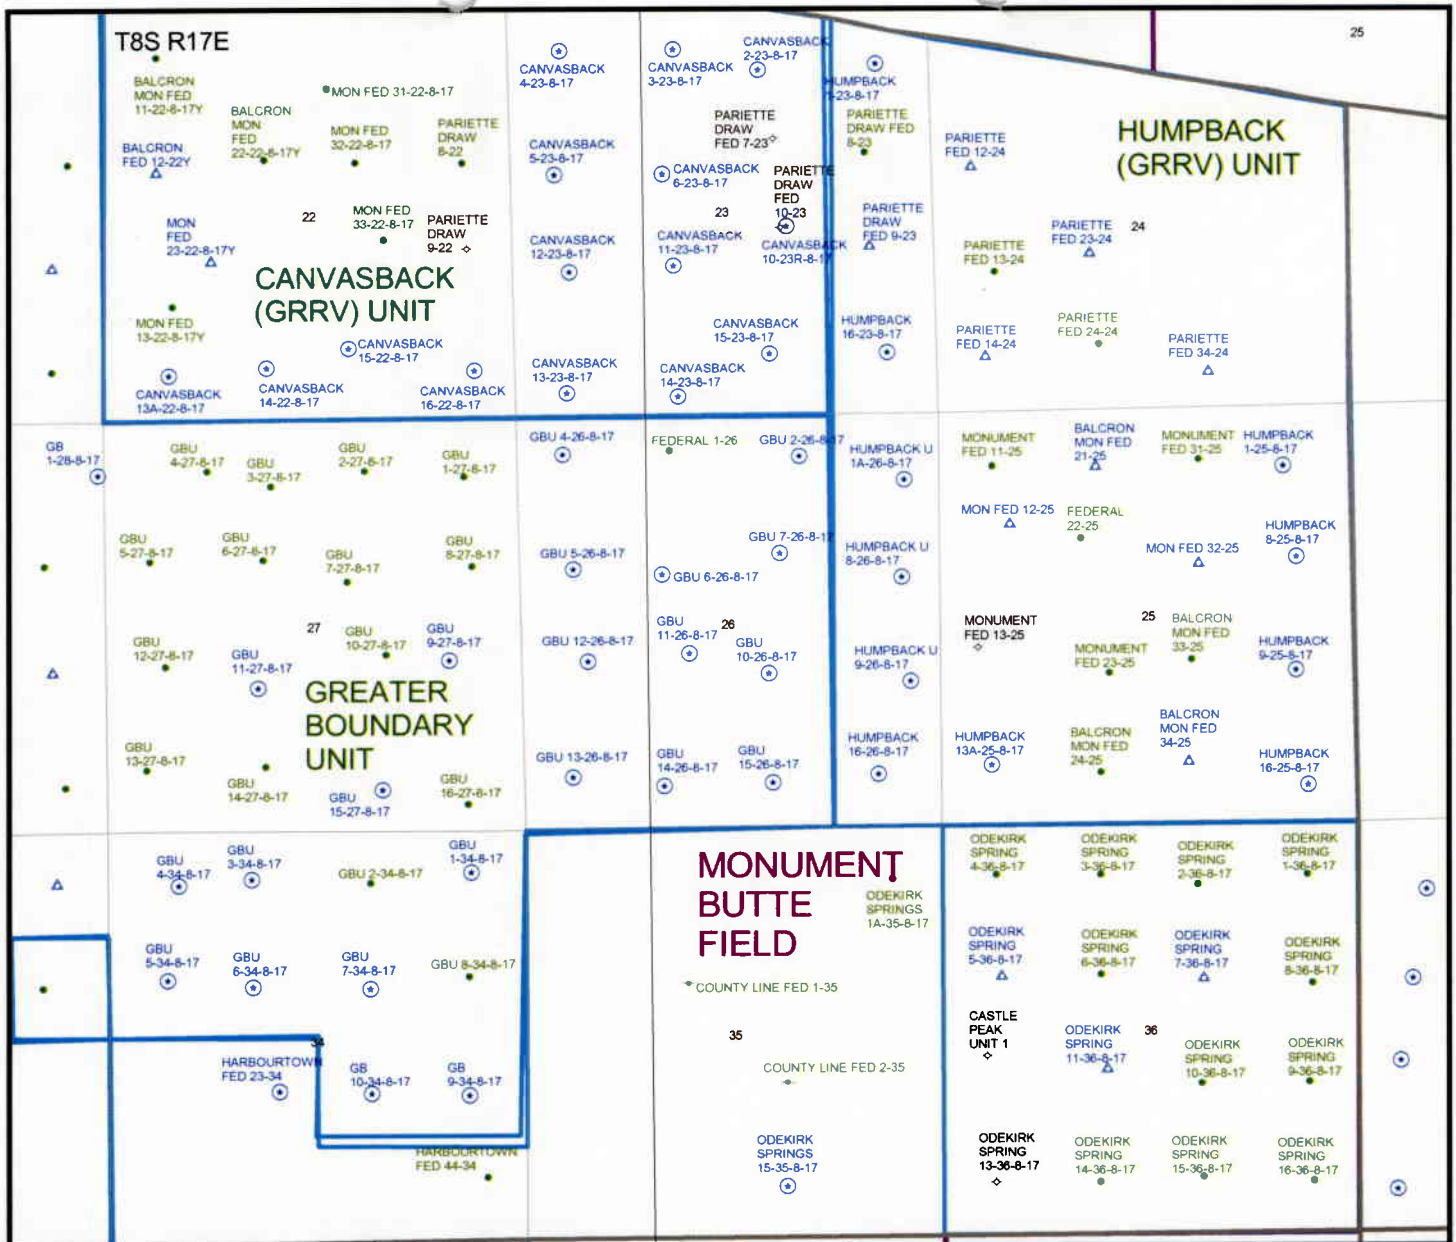 T8S R17E
25
BALCRON
MON FED
11-22-8-17Y
BALCRON
MON
FED
22-22-8-17Y
MON FED 31-22-8-17
MON FED
32-22-8-17
PARIETTE
DRAW
8-22
BALCRON
FED 12-22Y
MON
FED
23-22-8-17Y
22
MON FED
33-22-8-17
PARIETTE
DRAW
9-22
CANVASBACK
(GRRV) UNIT
MON FED
13-22-8-17Y
CANVASBACK
13A-22-8-17
CANVASBACK
14-22-8-17
CANVASBACK
15-22-8-17
CANVASBACK
16-22-8-17
CANVASBACK
4-23-8-17
CANVASBACK
3-23-8-17
CANVASBACK
2-23-8-17
HUMPBACK
1-23-8-17
CANVASBACK
5-23-8-17
PARIETTE
DRAW
FED 7-23
PARIETTE
DRAW FED
8-23
CANVASBACK
6-23-8-17
PARIETTE
DRAW
FED
10-23
23
CANVASBACK
12-23-8-17
CANVASBACK
11-23-8-17
CANVASBACK
10-23R-8-17
PARIETTE
DRAW
FED 9-23
CANVASBACK
13-23-8-17
CANVASBACK
14-23-8-17
CANVASBACK
15-23-8-17
HUMPBACK
16-23-8-17
HUMPBACK
(GRRV) UNIT
PARIETTE
FED 12-24
PARIETTE
FED 13-24
PARIETTE
FED 23-24
24
PARIETTE
FED 14-24
PARIETTE
FED 24-24
PARIETTE
FED 34-24
GB
1-28-8-17
GBU
4-27-8-17
GBU
3-27-8-17
GBU
2-27-8-17
GBU
1-27-8-17
GBU
5-27-8-17
GBU
6-27-8-17
GBU
7-27-8-17
GBU
8-27-8-17
27
GBU
12-27-8-17
GBU
11-27-8-17
GBU
10-27-8-17
GBU
9-27-8-17
GREATER
BOUNDARY
UNIT
GBU
13-27-8-17
GBU
14-27-8-17
GBU
15-27-8-17
GBU
16-27-8-17
GBU 4-26-8-17
FEDERAL 1-26
GBU 2-26-8-17
HUMPBACK U
1A-26-8-17
GBU 5-26-8-17
GBU 6-26-8-17
GBU 7-26-8-17
HUMPBACK U
8-26-8-17
GBU 12-26-8-17
GBU
11-26-8-17
26
GBU
10-26-8-17
HUMPBACK U
9-26-8-17
GBU 13-26-8-17
GBU
14-26-8-17
GBU
15-26-8-17
HUMPBACK
16-26-8-17
MONUMENT
FED 11-25
BALCRON
MON FED
21-25
MONUMENT
FED 31-25
HUMPBACK
1-25-8-17
MON FED 12-25
FEDERAL
22-25
MON FED 32-25
HUMPBACK
8-25-8-17
MONUMENT
FED 13-25
MONUMENT
FED 23-25
25
BALCRON
MON FED
33-25
HUMPBACK
9-25-8-17
HUMPBACK
13A-25-8-17
BALCRON
MON FED
24-25
BALCRON
MON FED
34-25
HUMPBACK
16-25-8-17
GBU
4-34-8-17
GBU
3-34-8-17
GBU 2-34-8-17
GBU
1-34-8-17
GBU
5-34-8-17
GBU
6-34-8-17
GBU
7-34-8-17
GBU 8-34-8-17
34
HARBOURTOWN
FED 23-34
GB
10-34-8-17
GB
9-34-8-17
HARBOURTOWN
FED 44-34
MONUMENT
BUTTE
FIELD
ODEKIRK
SPRINGS
1A-35-8-17
COUNTY LINE FED 1-35
35
COUNTY LINE FED 2-35
ODEKIRK
SPRINGS
15-35-8-17
ODEKIRK
SPRING
4-36-8-17
ODEKIRK
SPRING
3-36-8-17
ODEKIRK
SPRING
2-36-8-17
ODEKIRK
SPRING
1-36-8-17
ODEKIRK
SPRING
5-36-8-17
ODEKIRK
SPRING
6-36-8-17
ODEKIRK
SPRING
7-36-8-17
ODEKIRK
SPRING
8-36-8-17
CASTLE
PEAK
UNIT 1
ODEKIRK
SPRING
11-36-8-17
36
ODEKIRK
SPRING
10-36-8-17
ODEKIRK
SPRING
9-36-8-17
ODEKIRK
SPRING
13-36-8-17
ODEKIRK
SPRING
14-36-8-17
ODEKIRK
SPRING
15-36-8-17
ODEKIRK
SPRING
16-36-8-17